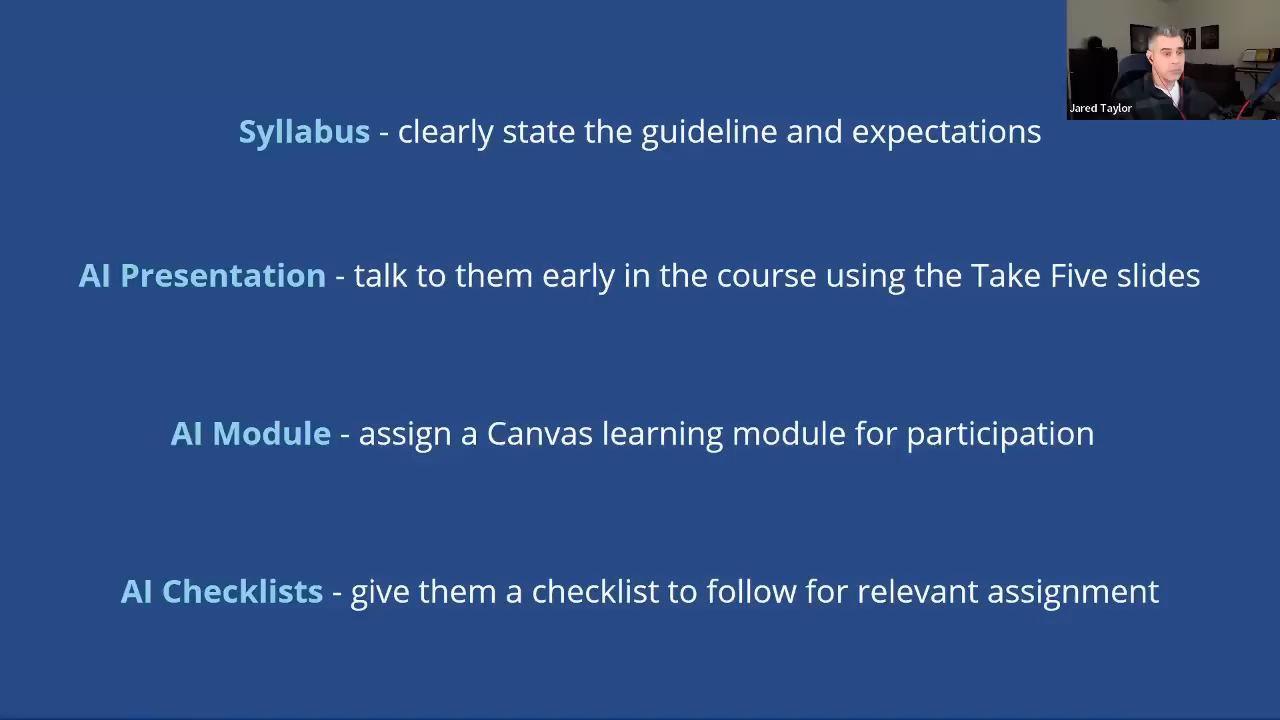 Jared Taylor
Syllabus - clearly state the guideline and expectations
AI Presentation - talk to them early in the course using the Take Five slides
AI Module - assign a Canvas learning module for participation
AI Checklists - give them a checklist to follow for relevant assignment